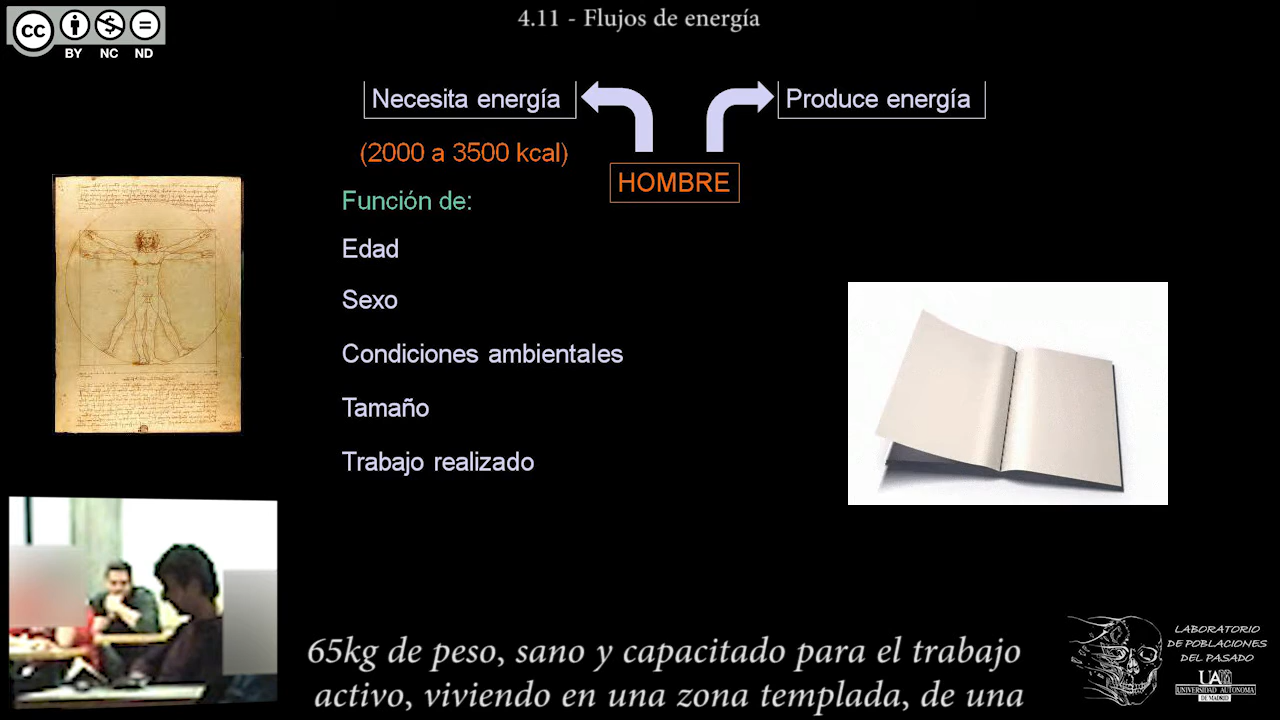 4.11 - Flujos de energía
CC
BY NC ND
Necesita energía
Produce energía
(2000 a 3500 kcal)
HOMBRE
Función de:
Edad
Sexo
Condiciones ambientales
Tamaño
Trabajo realizado
65kg de peso, sano y capacitado para el trabajo
activo, viviendo en una zona templada, de una
LABORATORIO
DE POBLACIONES
DEL PASADO
UAM
UNIVERSIDAD AUTONOMA
DE MADRID